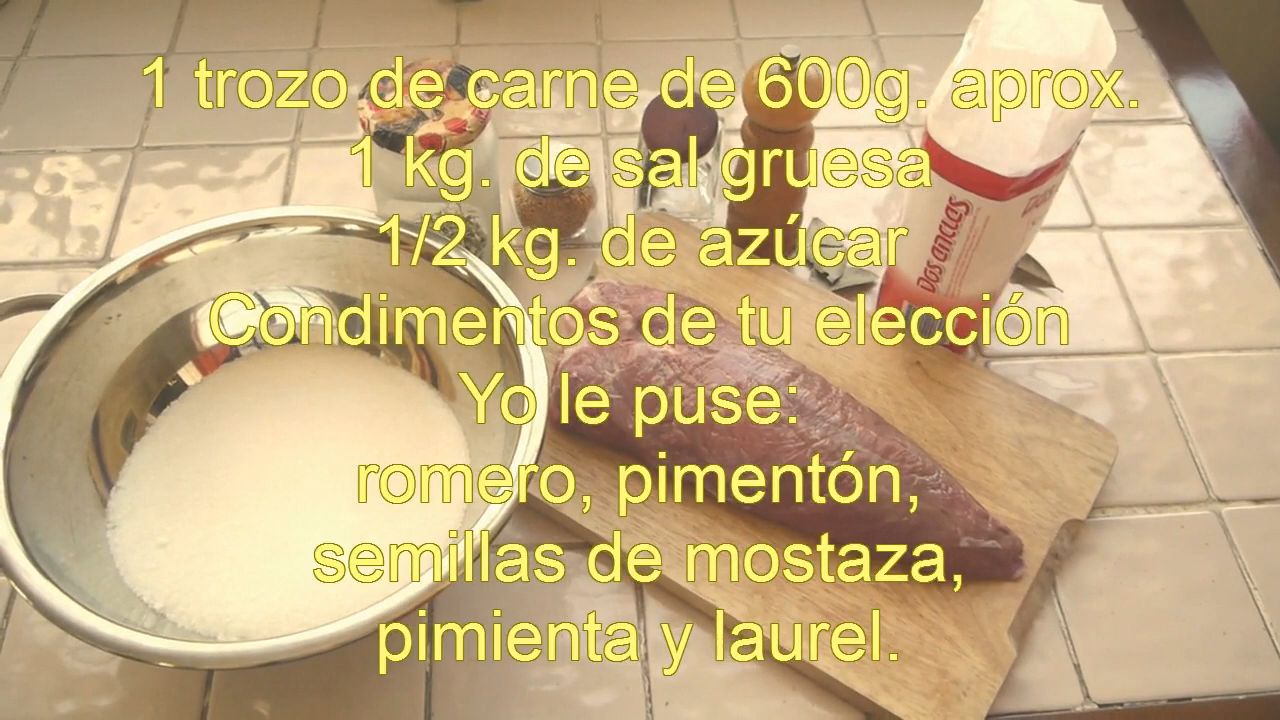 1 trozo de carne de 600g. aprox.
1 kg. de sal gruesa
1/2 kg. de azúcar
Condimentos de tu elección
Yo le puse:
romero, pimentón,
semillas de mostaza,
pimienta y laurel.
Dos anclas